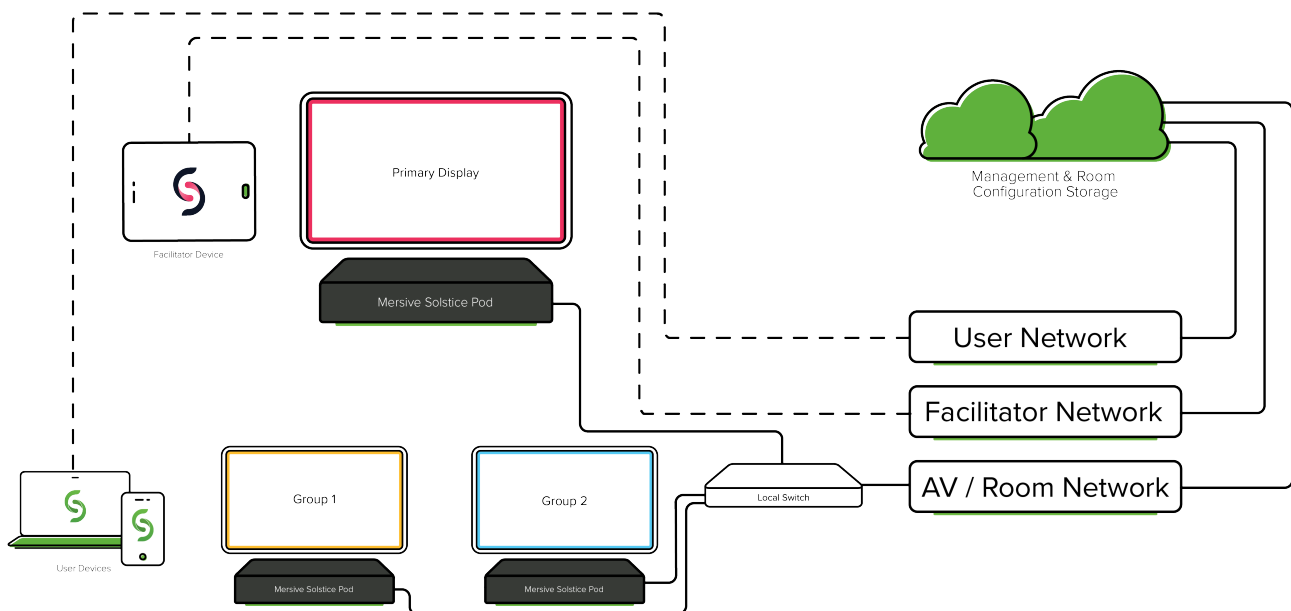 Primary Display
Management & Room
Configuration Storage
Facilitator Device
Mersive Solstice Pod
User Network
Facilitator Network
AV / Room Network
Group 1
Group 2
Local Switch
User Devices
Mersive Solstice Pod
Mersive Solstice Pod